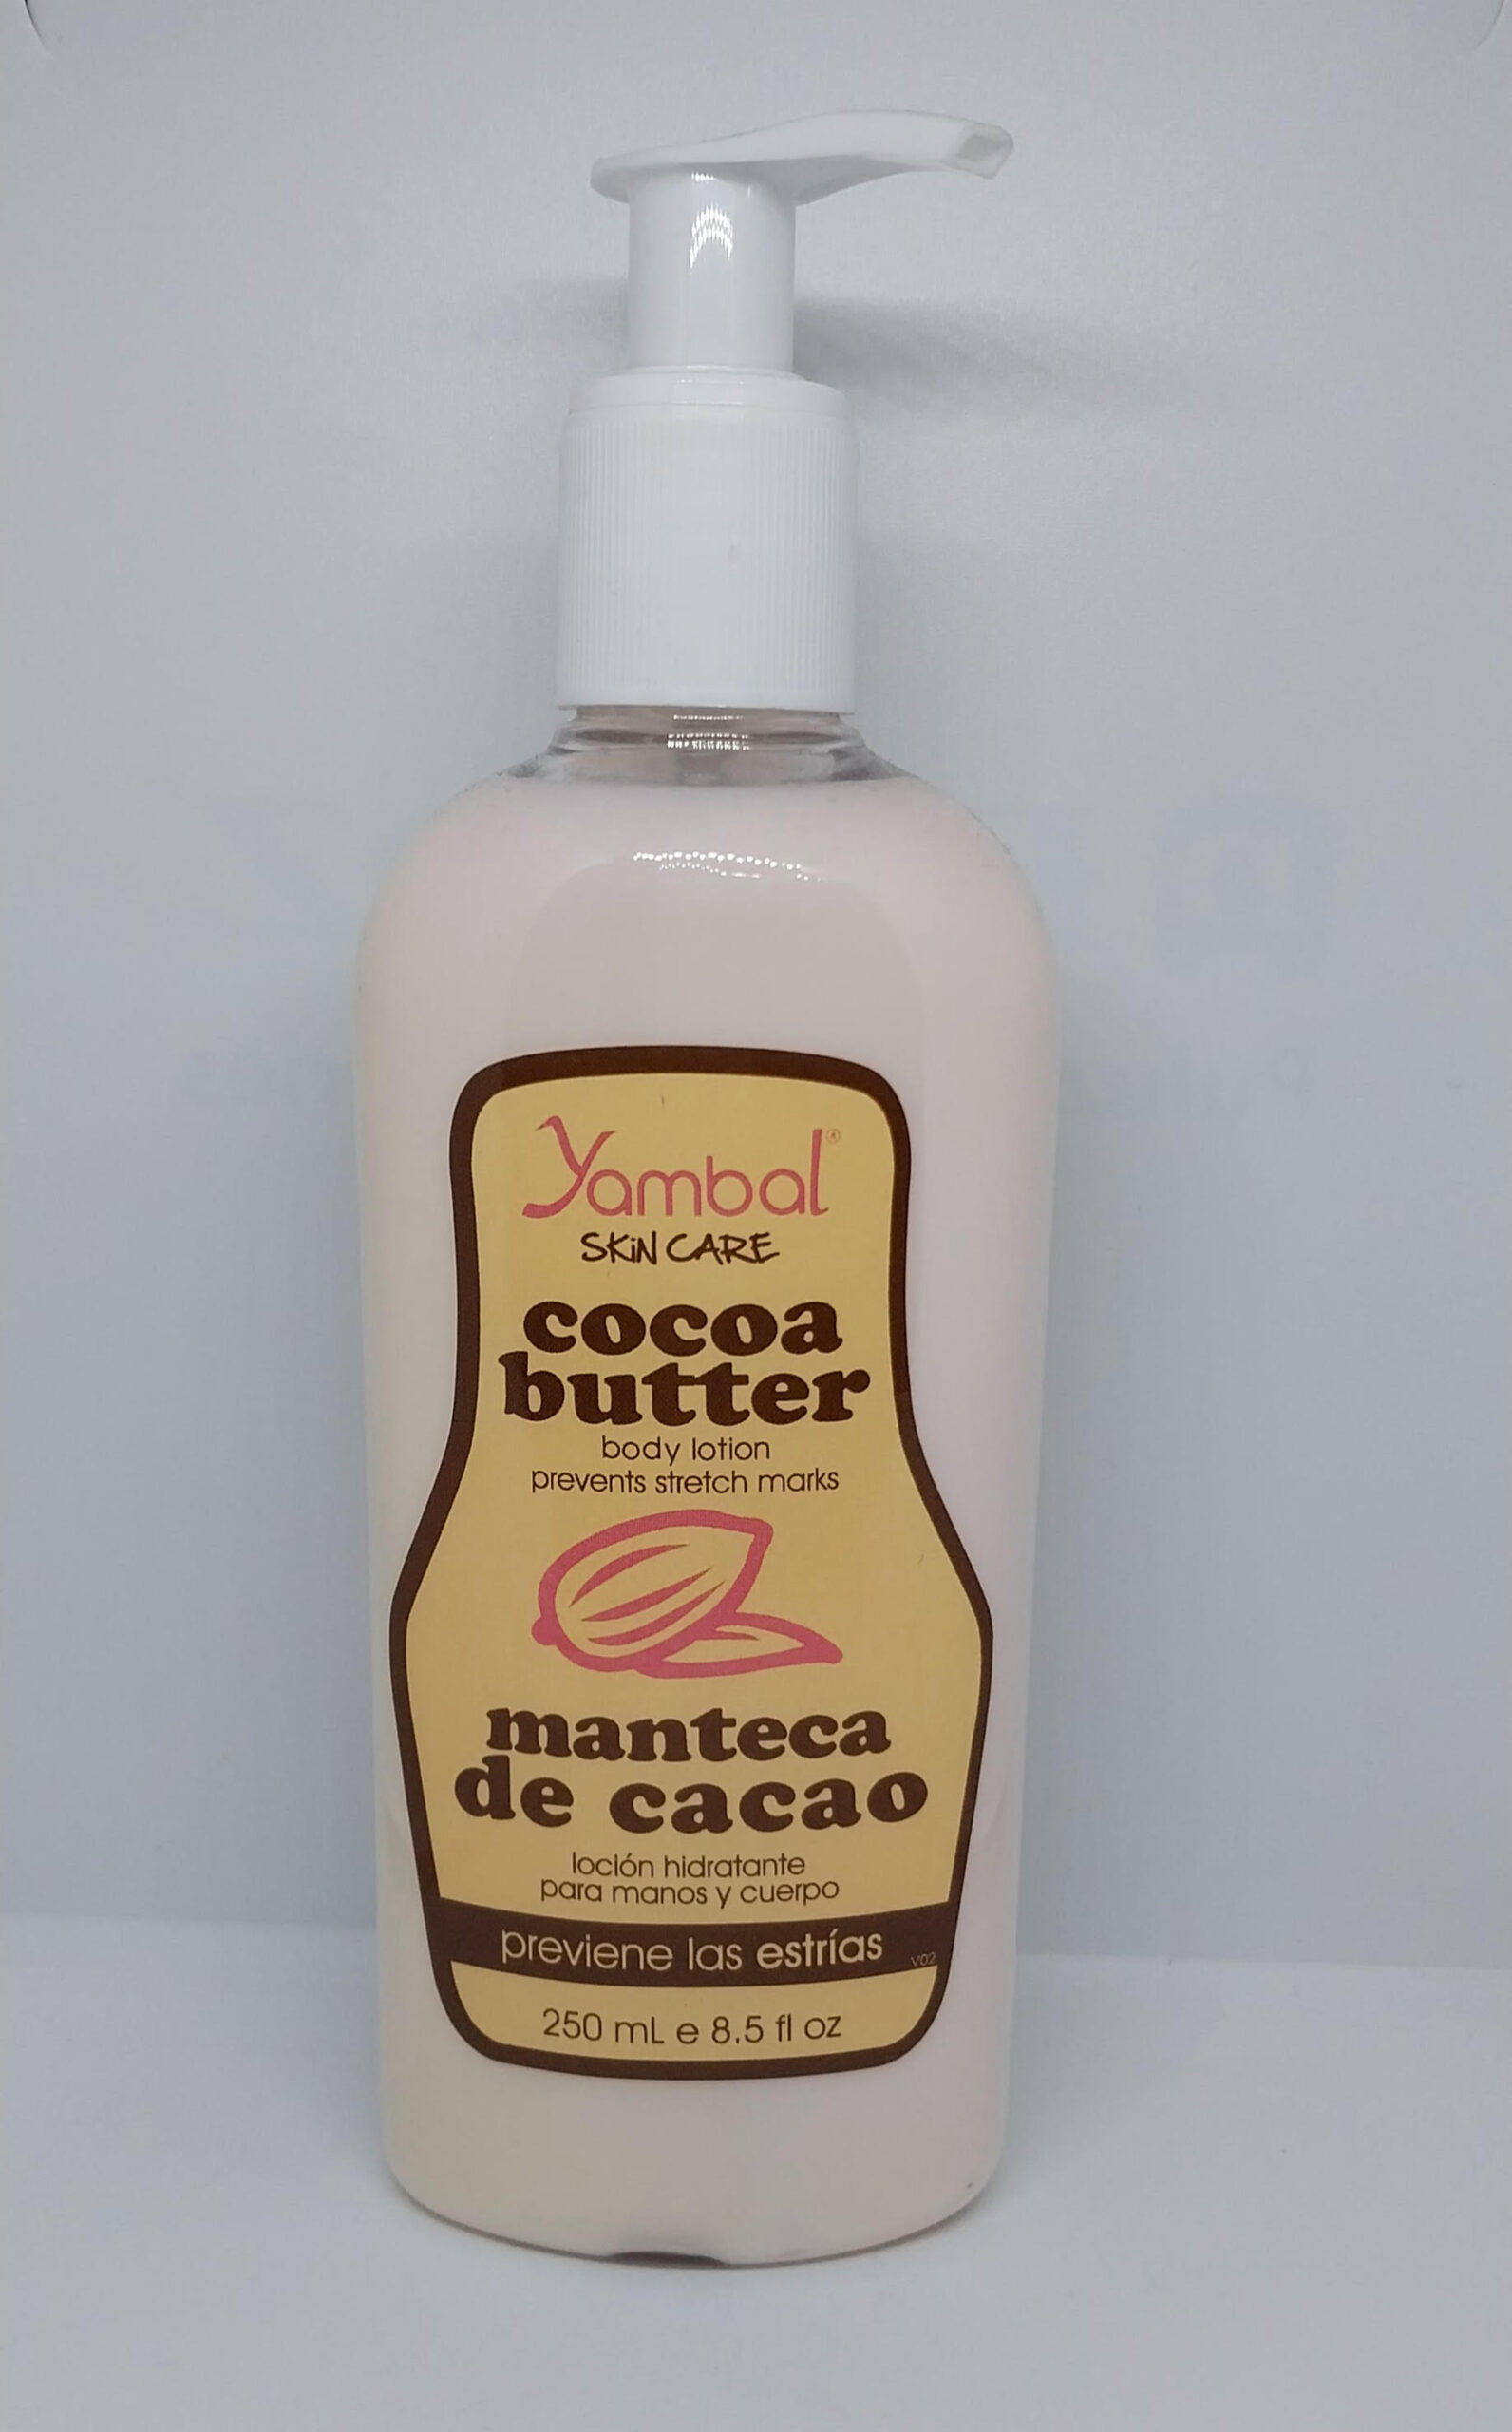 Yambal®
SKiN CARE
cocoa
butter
body lotion
prevents stretch marks
manteca
de cacao
loción hidratante
para manos y cuerpo
previene las estrías
V02
250 mL e 8.5 fl oz